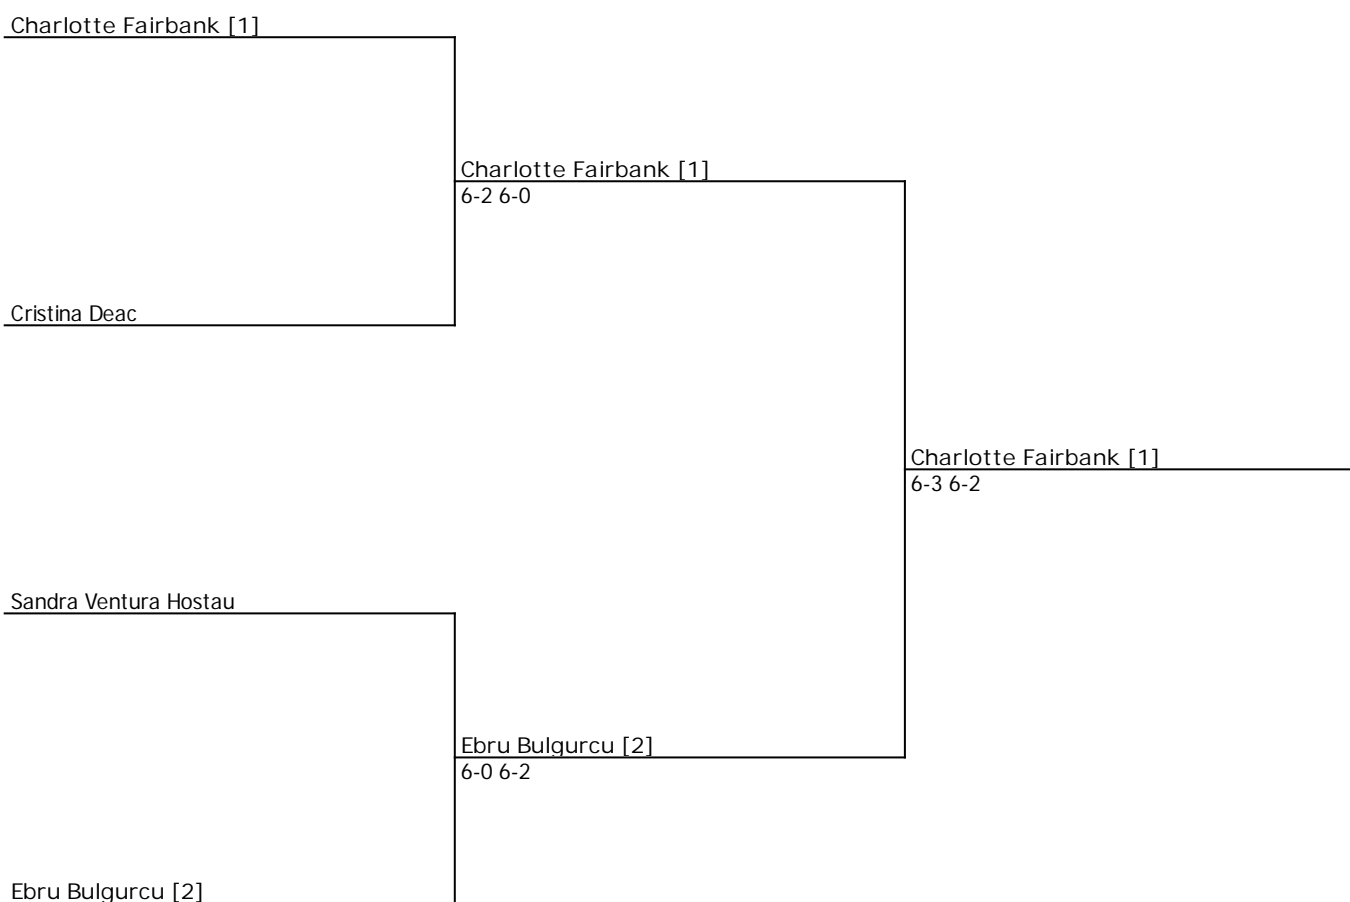 Charlotte Fairbank [1]
Charlotte Fairbank [1]
6-2 6-0
Cristina Deac
Charlotte Fairbank [1]
6-3 6-2
Sandra Ventura Hostau
Ebru Bulgurcu [2]
6-0 6-2
Ebru Bulgurcu [2]